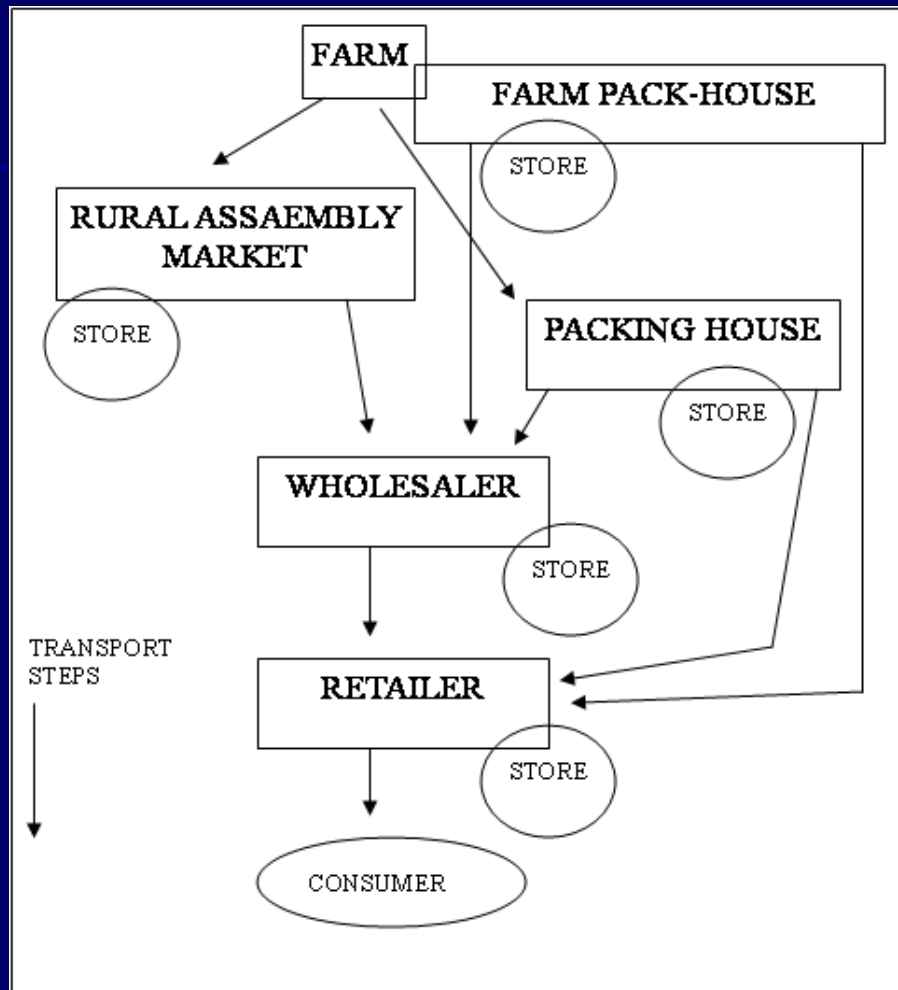 FARM
FARM PACK-HOUSE
STORE
RURAL ASSAEMBLY
MARKET
STORE
PACKING HOUSE
STORE
WHOLESALER
STORE
TRANSPORT
STEPS
RETAILER
STORE
CONSUMER